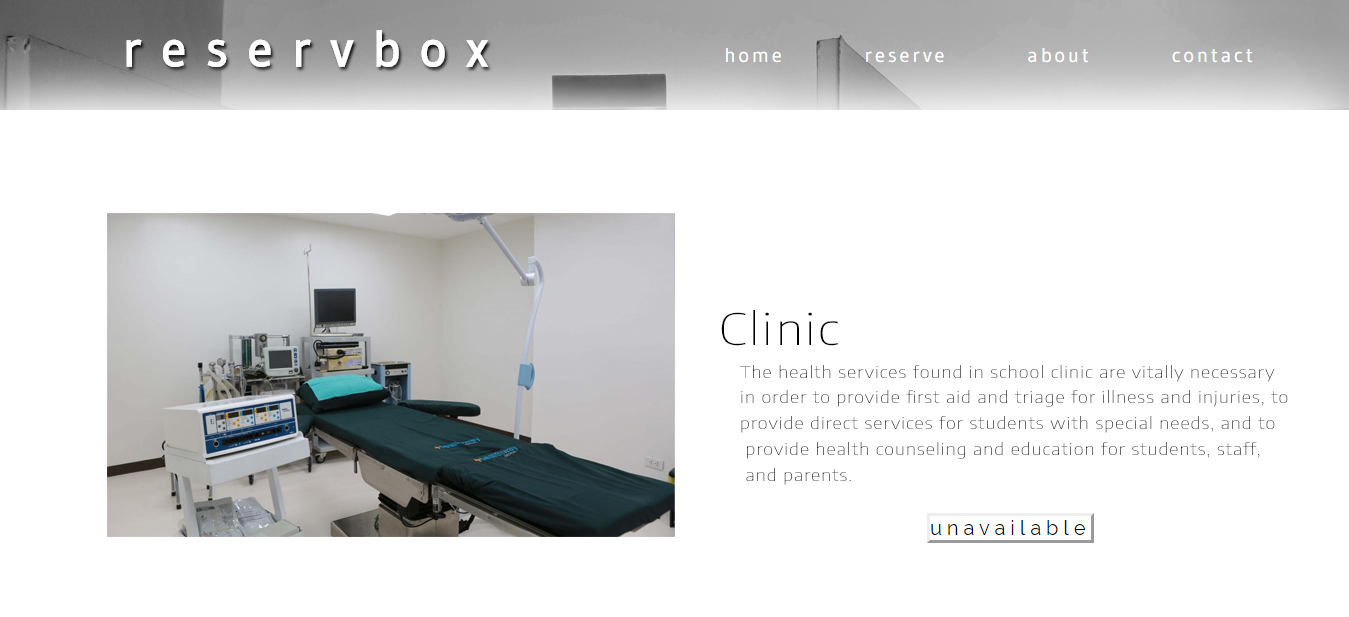 reservbox
home reserve about contact
Clinic
The health services found in school clinic are vitally necessary
in order to provide first aid and triage for illness and injuries, to
provide direct services for students with special needs, and to
provide health counseling and education for students, staff,
and parents.
unavailable